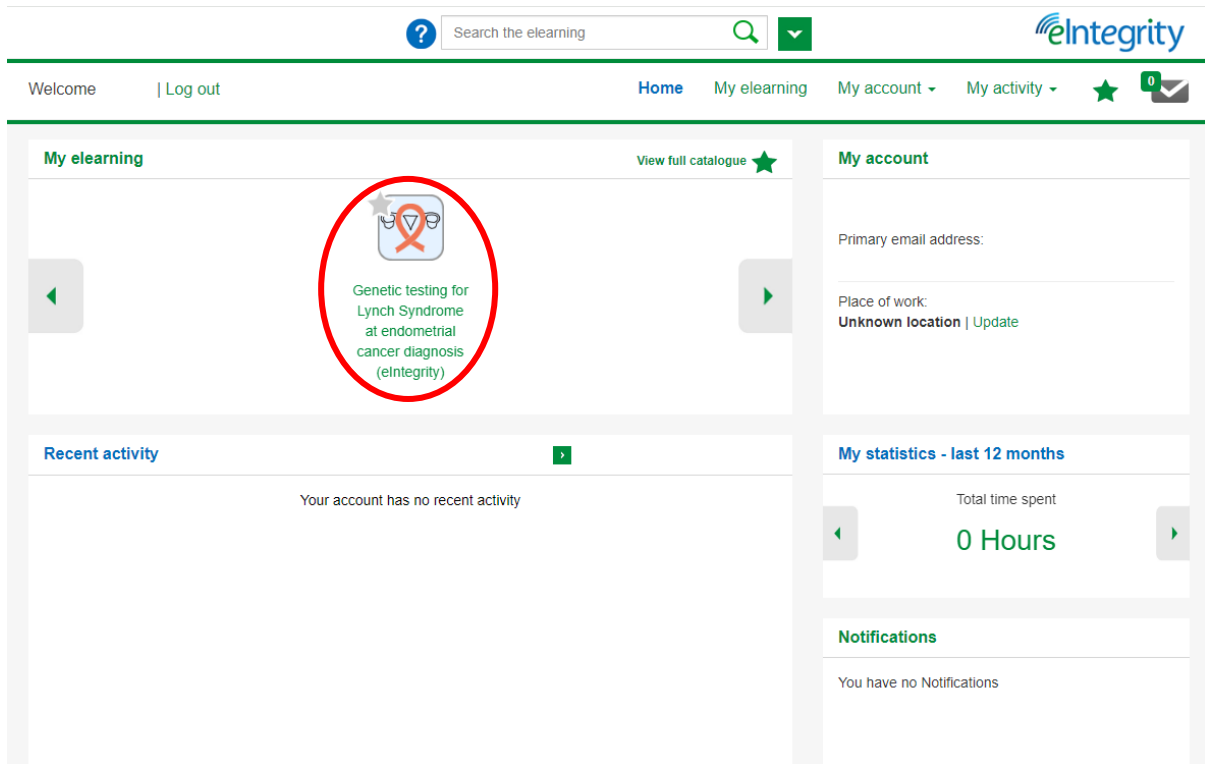 ?
Search the elearning
eIntegrity
Welcome | Log out
Home
My elearning
My account
My activity
0
My elearning
View full catalogue
Genetic testing for
Lynch Syndrome
at endometrial
cancer diagnosis
(eIntegrity)
My account
Primary email address:
Place of work:
Unknown location | Update
Recent activity
Your account has no recent activity
My statistics - last 12 months
Total time spent
0 Hours
Notifications
You have no Notifications